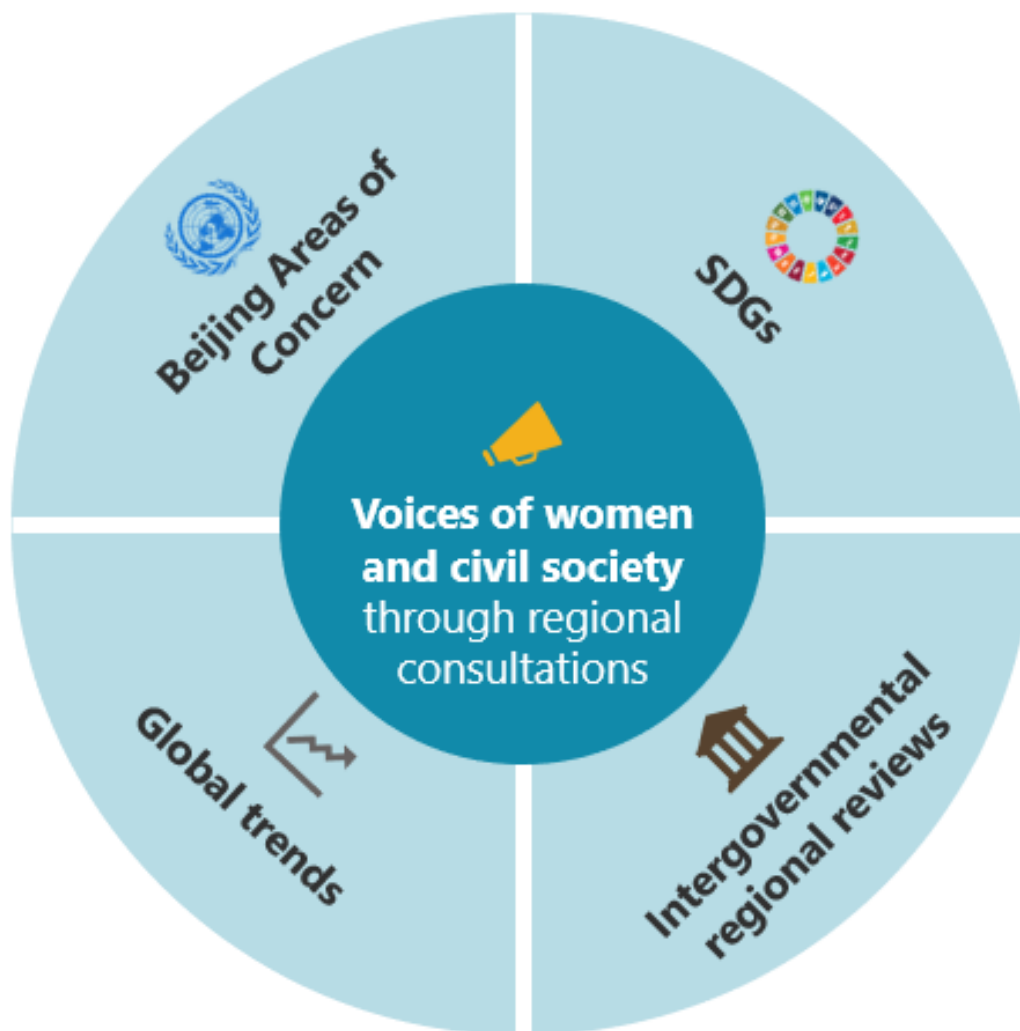 Beijing Areas of
Concern
SDGs
Voices of women
and civil society
through regional
consultations
Global trends
Intergovernmental
regional reviews